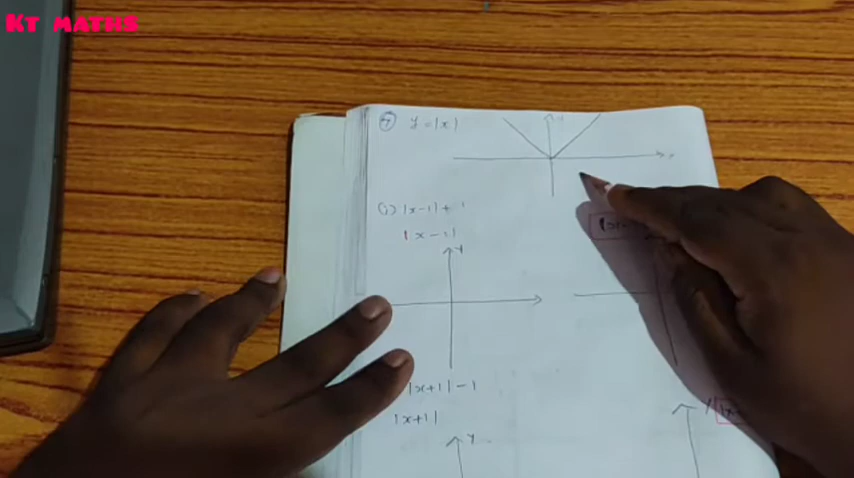 KT MATHS
7 y = |x|
y
x
(i) |x-1| + 1
|x-1|
y
|x+1| - 1
|x+1|
y
y